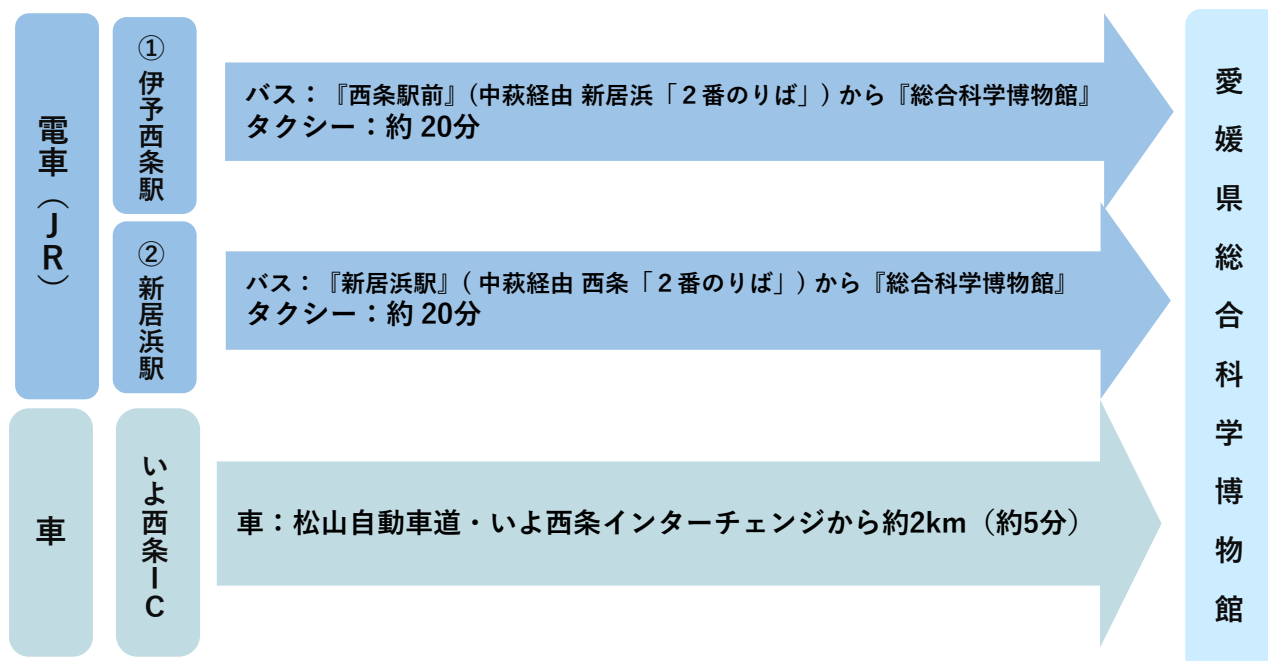 電車（JR）
①伊予西条駅
バス：『西条駅前』(中萩経由 新居浜「２番のりば」) から『総合科学博物館』
タクシー：約 20分
②新居浜駅
バス：『新居浜駅』( 中萩経由 西条「２番のりば」) から『総合科学博物館』
タクシー：約 20分
車
いよ西条IC
車：松山自動車道・いよ西条インターチェンジから約2km（約5分）
愛媛県総合科学博物館